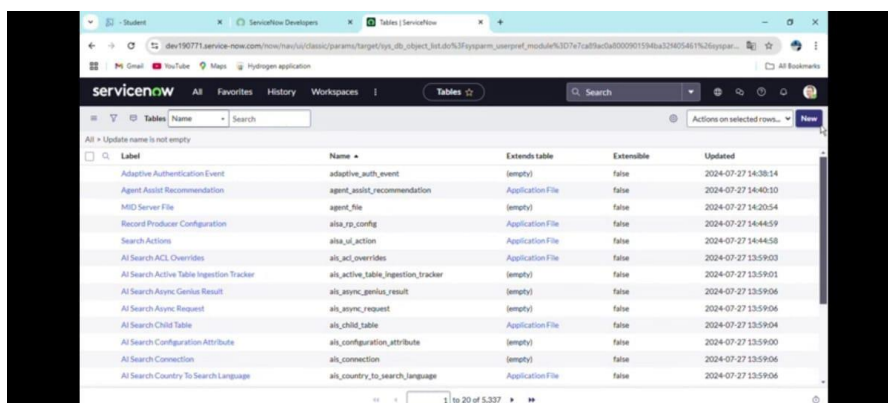 - Student
ServiceNow Developers
Tables | ServiceNow
dev190771.service-now.com/now/nav/ui/classic/params/target/sys_db_object_list.do%3Fsysparm_userpref_module%3D7e7ca89ac0a8000901594ba32f405461%26syspar...
Gmail YouTube Maps Hydrogen application All Bookmarks
servicenow All Favorites History Workspaces Tables Search
Tables Name Search Actions on selected rows... New
All > Update name is not empty
Label Name Extends table Extensible Updated
Adaptive Authentication Event adaptive_auth_event (empty) false 2024-07-27 14:38:14
Agent Assist Recommendation agent_assist_recommendation Application File false 2024-07-27 14:40:10
MID Server File agent_file (empty) false 2024-07-27 14:20:54
Record Producer Configuration aisa_rp_config Application File false 2024-07-27 14:44:59
Search Actions aisa_ui_action Application File false 2024-07-27 14:44:58
AI Search ACL Overrides ais_acl_overrides Application File false 2024-07-27 13:59:03
AI Search Active Table Ingestion Tracker ais_active_table_ingestion_tracker (empty) false 2024-07-27 13:59:01
AI Search Async Genius Result ais_async_genius_result (empty) false 2024-07-27 13:59:06
AI Search Async Request ais_async_request (empty) false 2024-07-27 13:59:06
AI Search Child Table ais_child_table Application File false 2024-07-27 13:59:04
AI Search Configuration Attribute ais_configuration_attribute (empty) false 2024-07-27 13:59:00
AI Search Connection ais_connection (empty) false 2024-07-27 13:59:06
AI Search Country To Search Language ais_country_to_search_language Application File false 2024-07-27 13:59:06
1 to 20 of 5,337